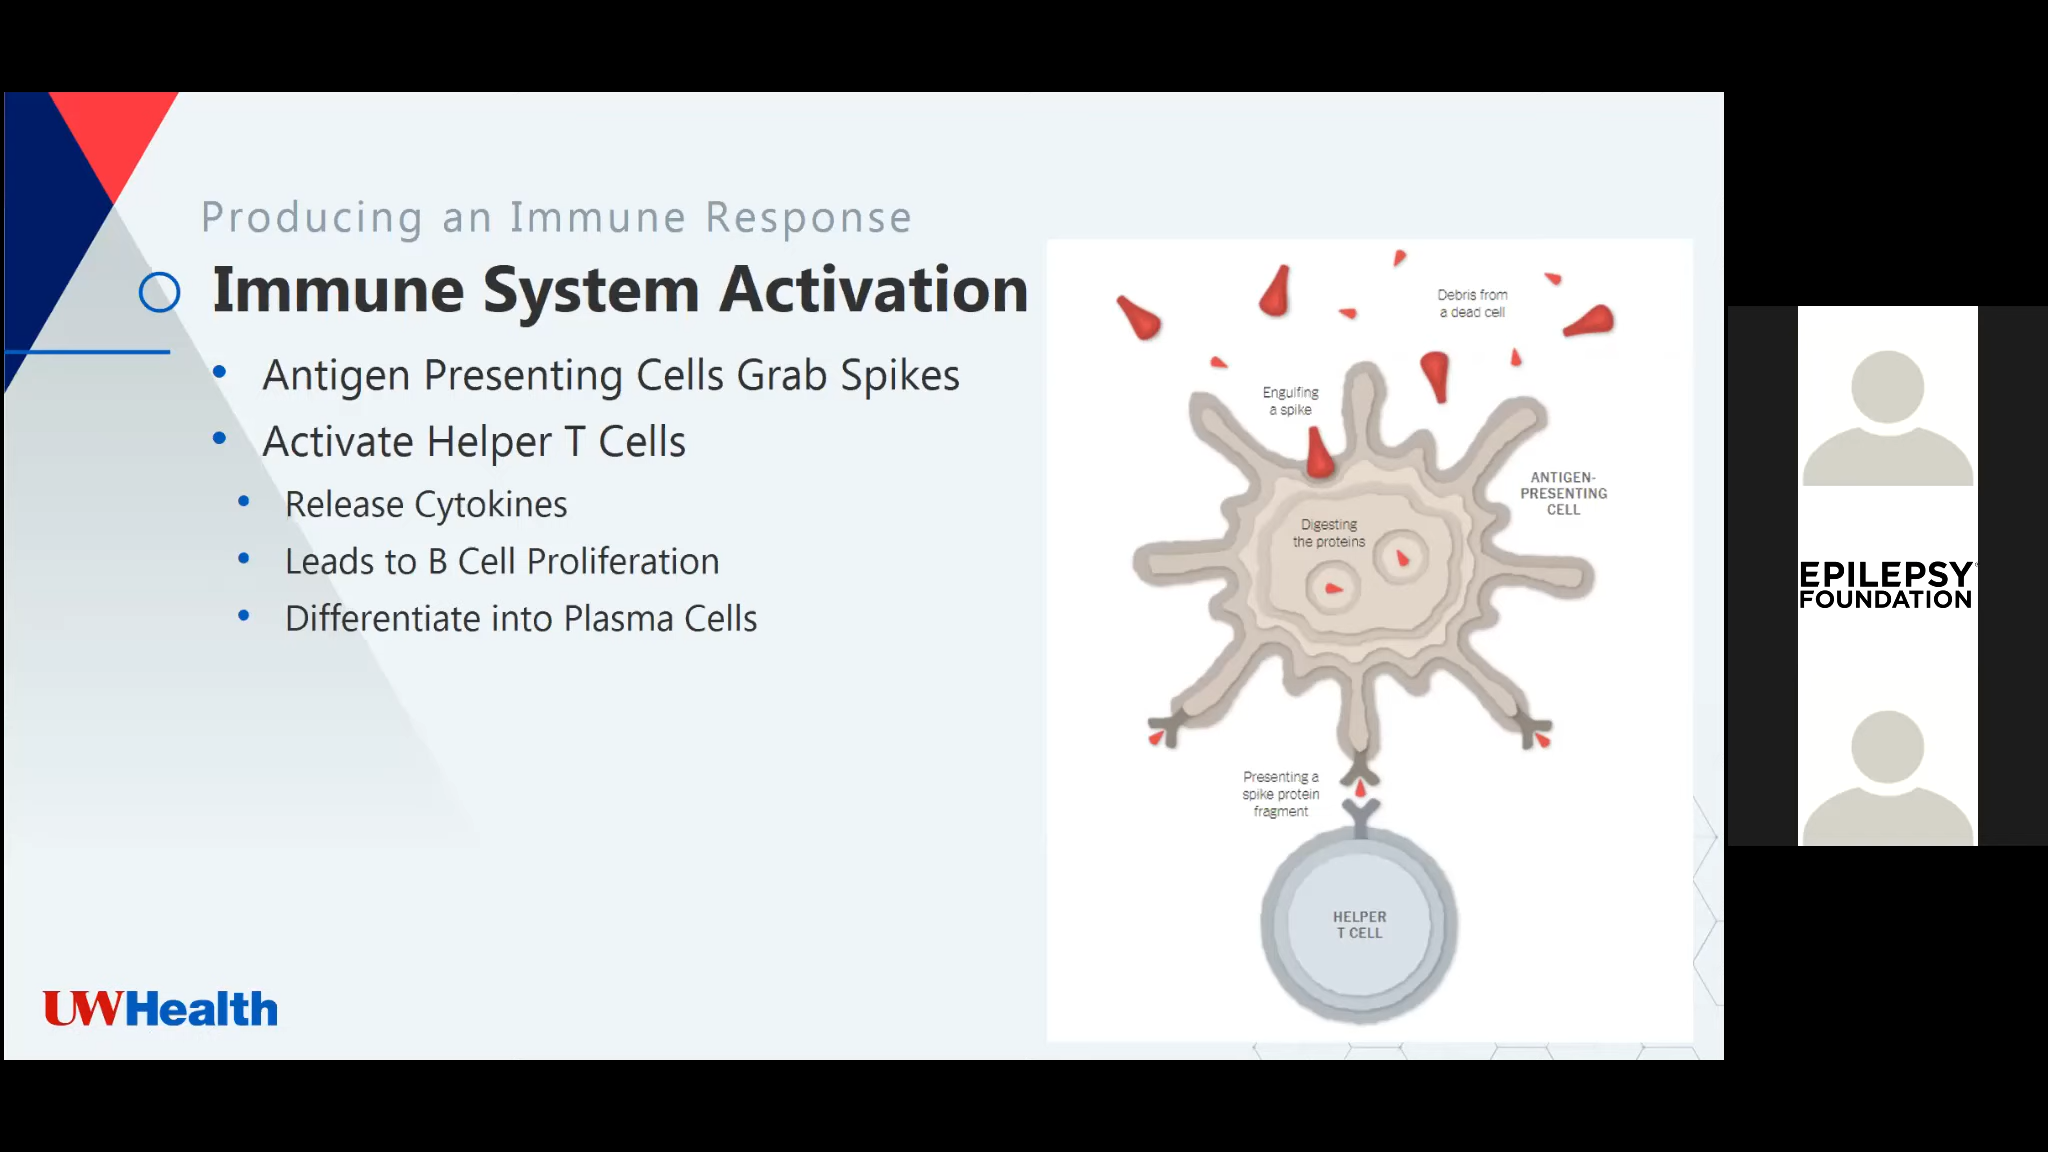 Producing an Immune Response
Immune System Activation
• Antigen Presenting Cells Grab Spikes
• Activate Helper T Cells
• Release Cytokines
• Leads to B Cell Proliferation
• Differentiate into Plasma Cells
Debris from
a dead cell
Engulfing
a spike
ANTIGEN-
PRESENTING
CELL
Digesting
the proteins
Presenting a
spike protein
fragment
HELPER
T CELL
UWHealth
EPILEPSY
FOUNDATION